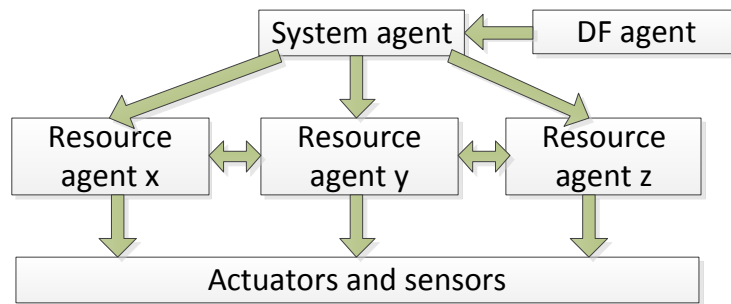 System agent
DF agent
Resource
agent x
Resource
agent y
Resource
agent z
Actuators and sensors